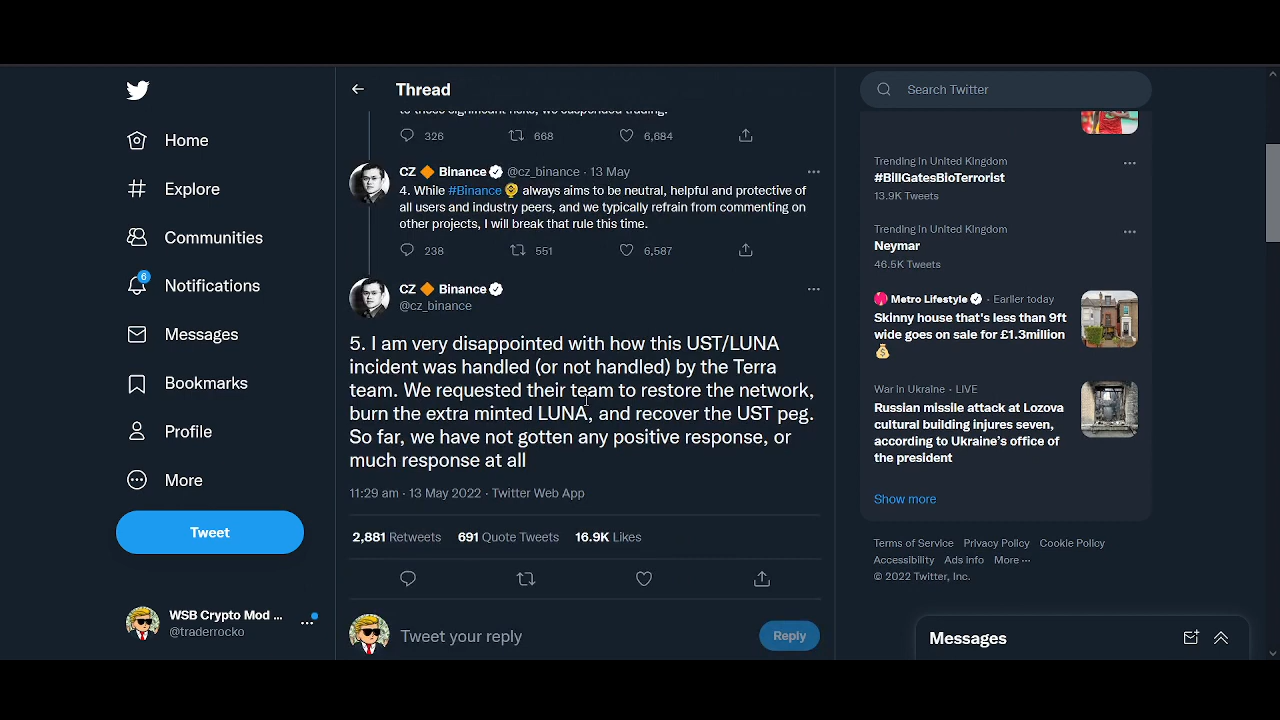 Home
Explore
Communities
6
Notifications
Messages
Bookmarks
Profile
More
Tweet
WSB Crypto Mod ...
@traderrocko
Thread
to these significant risks, we suspended trading.
326 668 6,684
CZ 🔶 Binance @cz_binance · 13 May
4. While #Binance always aims to be neutral, helpful and protective of
all users and industry peers, and we typically refrain from commenting on
other projects, I will break that rule this time.
238 551 6,587
CZ 🔶 Binance
@cz_binance
5. I am very disappointed with how this UST/LUNA
incident was handled (or not handled) by the Terra
team. We requested their team to restore the network,
burn the extra minted LUNA, and recover the UST peg.
So far, we have not gotten any positive response, or
much response at all
11:29 am · 13 May 2022 · Twitter Web App
2,881 Retweets 691 Quote Tweets 16.9K Likes
Tweet your reply
Reply
Search Twitter
Trending in United Kingdom
#BillGatesBioTerrorist
13.9K Tweets
Trending in United Kingdom
Neymar
46.5K Tweets
Metro Lifestyle · Earlier today
Skinny house that's less than 9ft
wide goes on sale for £1.3million
💰
War in Ukraine · LIVE
Russian missile attack at Lozova
cultural building injures seven,
according to Ukraine's office of
the president
Show more
Terms of Service Privacy Policy Cookie Policy
Accessibility Ads info More ···
© 2022 Twitter, Inc.
Messages